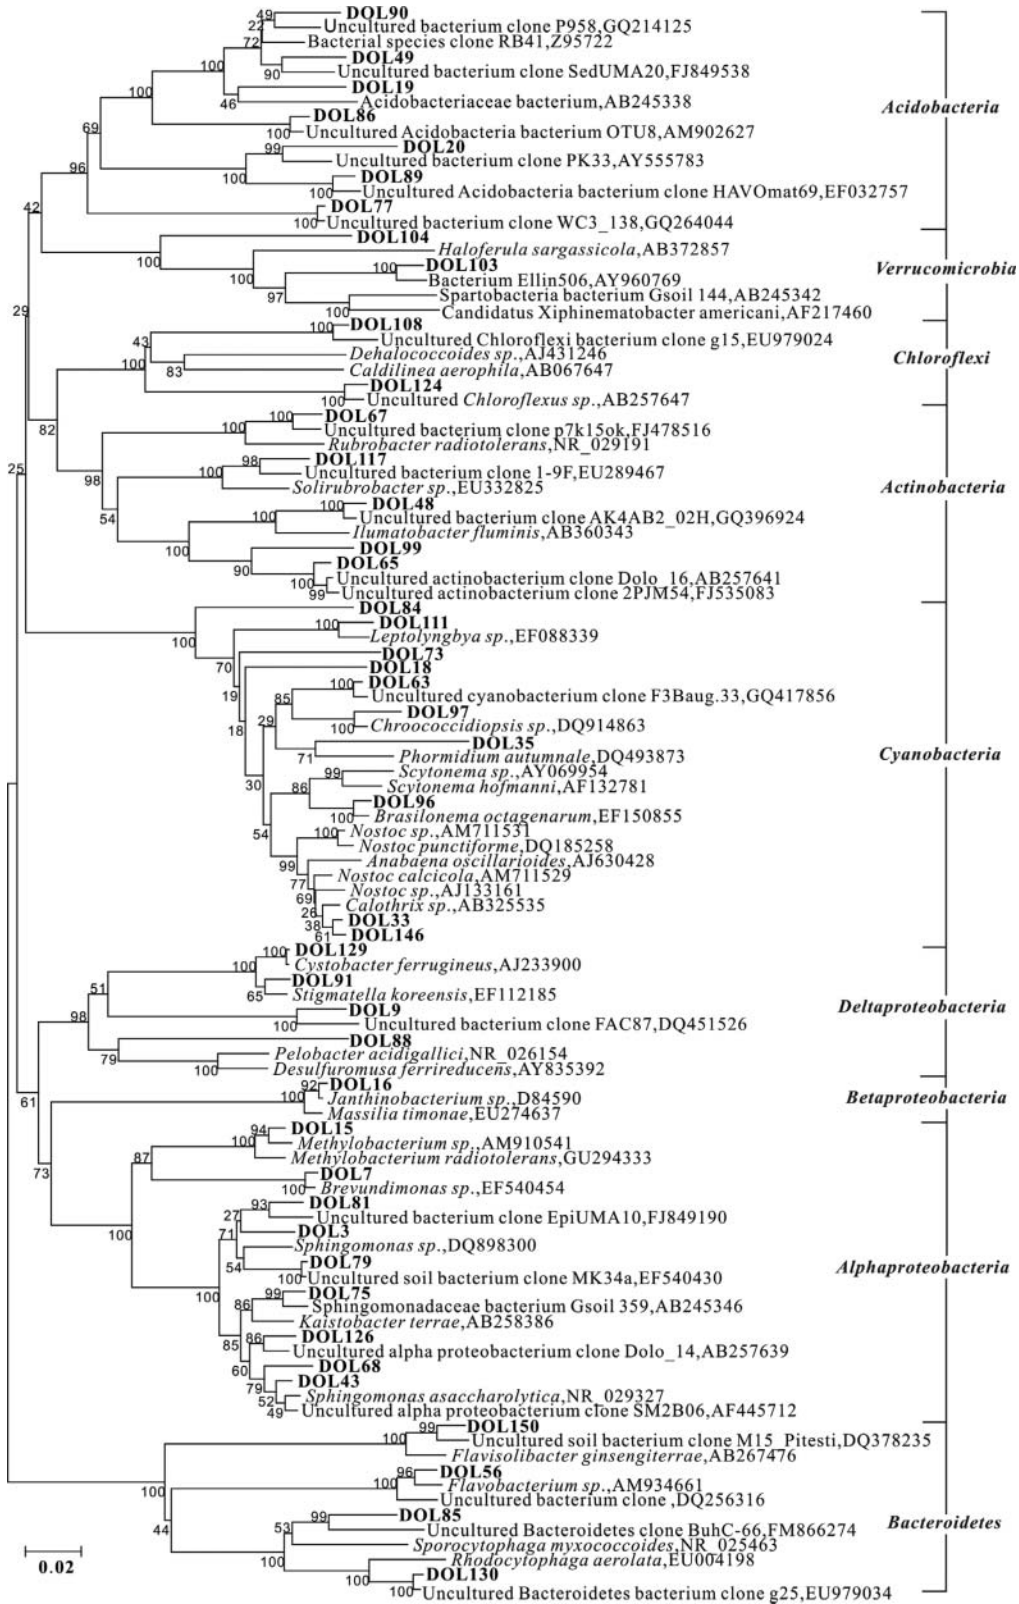 49 DOL90
22 Uncultured bacterium clone P958,GQ214125
72 Bacterial species clone RB41,Z95722
DOL49
100 90 Uncultured bacterium clone SedUMA20,FJ849538
DOL19
100 46 Acidobacteriaceae bacterium,AB245338
Acidobacteria
DOL86
69 100 Uncultured Acidobacteria bacterium OTU8,AM902627
99 DOL20
Uncultured bacterium clone PK33,AY555783
96 100 DOL89
100 Uncultured Acidobacteria bacterium clone HAVOmat69,EF032757
42 DOL77
100 Uncultured bacterium clone WC3_138,GQ264044
DOL104
100 Haloferula sargassicola,AB372857
100 100 DOL103
Verrucomicrobia
Bacterium Ellin506,AY960769
97 Spartobacteria bacterium Gsoil 144,AB245342
29 100 Candidatus Xiphinematobacter americani,AF217460
100 DOL108
43 Uncultured Chloroflexi bacterium clone g15,EU979024
100 Dehalococcoides sp.,AJ431246
Chloroflexi
83 Caldilinea aerophila,AB067647
DOL124
100 Uncultured Chloroflexus sp.,AB257647
100 DOL67
82 100 Uncultured bacterium clone p7k15ok,FJ478516
Rubrobacter radiotolerans,NR_029191
25 98 DOL117
98 100 Uncultured bacterium clone 1-9F,EU289467
Solirubrobacter sp.,EU332825
Actinobacteria
54 100 DOL48
100 Uncultured bacterium clone AK4AB2_02H,GQ396924
Ilumatobacter fluminis,AB360343
100 DOL99
90 DOL65
100 Uncultured actinobacterium clone Dolo_16,AB257641
99 Uncultured actinobacterium clone 2PJM54,FJ535083
DOL84
100 DOL111
100 Leptolyngbya sp.,EF088339
70 DOL73
DOL18
19 100 DOL63
85 Uncultured cyanobacterium clone F3Baug.33,GQ417856
29 DOL97
18 100 Chroococcidiopsis sp.,DQ914863
DOL35
71 Phormidium autumnale,DQ493873
Cyanobacteria
99 Scytonema sp.,AY069954
30 86 Scytonema hofmanni,AF132781
DOL96
100 Brasilonema octagenarum,EF150855
54 100 Nostoc sp.,AM711531
Nostoc punctiforme,DQ185258
99 Anabaena oscillarioides,AJ630428
77 Nostoc calcicola,AM711529
69 Nostoc sp.,AJ133161
26 Calothrix sp.,AB325535
38 DOL33
61 DOL146
100 DOL129
100 Cystobacter ferrugineus,AJ233900
51 DOL91
65 Stigmatella koreensis,EF112185
98 DOL9
Deltaproteobacteria
100 Uncultured bacterium clone FAC87,DQ451526
DOL88
79 Pelobacter acidigallici,NR_026154
100 Desulfuromusa ferrireducens,AY835392
92 DOL16
61 100 Janthinobacterium sp.,D84590
Betaproteobacteria
Massilia timonae,EU274637
94 DOL15
100 Methylobacterium sp.,AM910541
87 Methylobacterium radiotolerans,GU294333
73 DOL7
100 Brevundimonas sp.,EF540454
93 DOL81
27 Uncultured bacterium clone EpiUMA10,FJ849190
100 71 DOL3
Sphingomonas sp.,DQ898300
54 DOL79
Alphaproteobacteria
100 Uncultured soil bacterium clone MK34a,EF540430
100 99 DOL75
86 Sphingomonadaceae bacterium Gsoil 359,AB245346
Kaistobacter terrae,AB258386
85 86 DOL126
Uncultured alpha proteobacterium clone Dolo_14,AB257639
60 DOL68
79 DOL43
52 Sphingomonas asaccharolytica,NR_029327
49 Uncultured alpha proteobacterium clone SM2B06,AF445712
99 DOL150
100 Uncultured soil bacterium clone M15_Pitesti,DQ378235
Flavisolibacter ginsengiterrae,AB267476
96 DOL56
100 100 Flavobacterium sp.,AM934661
Uncultured bacterium clone ,DQ256316
99 DOL85
44 53 Uncultured Bacteroidetes clone BuhC-66,FM866274
Bacteroidetes
Sporocytophaga myxococcoides,NR_025463
100 Rhodocytophaga aerolata,EU004198
100 DOL130
100 Uncultured Bacteroidetes bacterium clone g25,EU979034
0.02